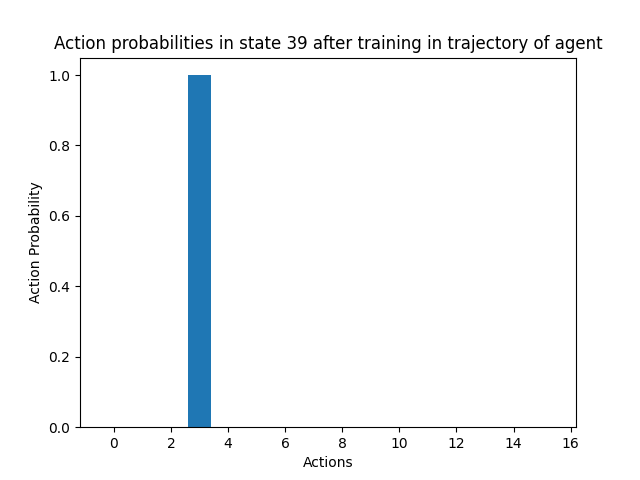 Action probabilities in state 39 after training in trajectory of agent
1.0
0.8
0.6
0.4
0.2
0.0
Action Probability
0 2 4 6 8 10 12 14 16
Actions